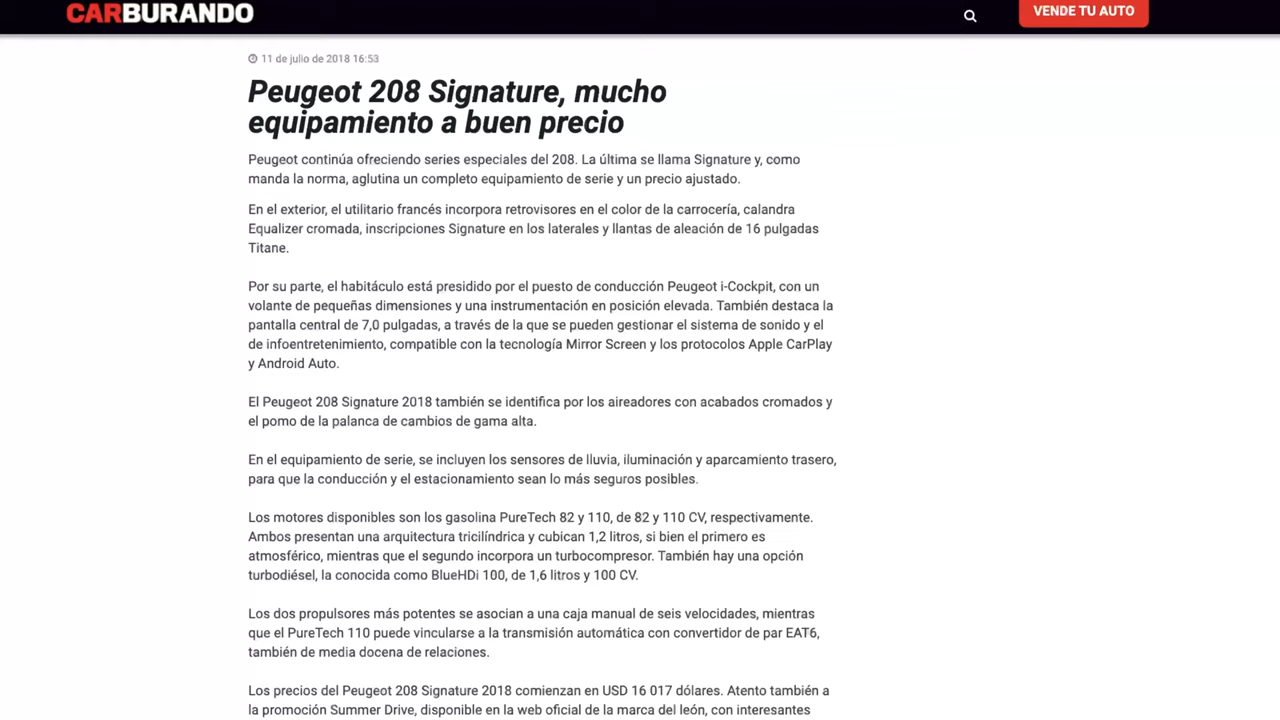 CARBURANDO
VENDE TU AUTO
11 de julio de 2018 16:53
Peugeot 208 Signature, mucho
equipamiento a buen precio
Peugeot continúa ofreciendo series especiales del 208. La última se llama Signature y, como
manda la norma, aglutina un completo equipamiento de serie y un precio ajustado.
En el exterior, el utilitario francés incorpora retrovisores en el color de la carrocería, calandra
Equalizer cromada, inscripciones Signature en los laterales y llantas de aleación de 16 pulgadas
Titane.
Por su parte, el habitáculo está presidido por el puesto de conducción Peugeot i-Cockpit, con un
volante de pequeñas dimensiones y una instrumentación en posición elevada. También destaca la
pantalla central de 7,0 pulgadas, a través de la que se pueden gestionar el sistema de sonido y el
de infoentretenimiento, compatible con la tecnología Mirror Screen y los protocolos Apple CarPlay
y Android Auto.
El Peugeot 208 Signature 2018 también se identifica por los aireadores con acabados cromados y
el pomo de la palanca de cambios de gama alta.
En el equipamiento de serie, se incluyen los sensores de lluvia, iluminación y aparcamiento trasero,
para que la conducción y el estacionamiento sean lo más seguros posibles.
Los motores disponibles son los gasolina PureTech 82 y 110, de 82 y 110 CV, respectivamente.
Ambos presentan una arquitectura tricilíndrica y cubican 1,2 litros, si bien el primero es
atmosférico, mientras que el segundo incorpora un turbocompresor. También hay una opción
turbodiésel, la conocida como BlueHDi 100, de 1,6 litros y 100 CV.
Los dos propulsores más potentes se asocian a una caja manual de seis velocidades, mientras
que el PureTech 110 puede vincularse a la transmisión automática con convertidor de par EAT6,
también de media docena de relaciones.
Los precios del Peugeot 208 Signature 2018 comienzan en USD 16 017 dólares. Atento también a
la promoción Summer Drive, disponible en la web oficial de la marca del león, con interesantes